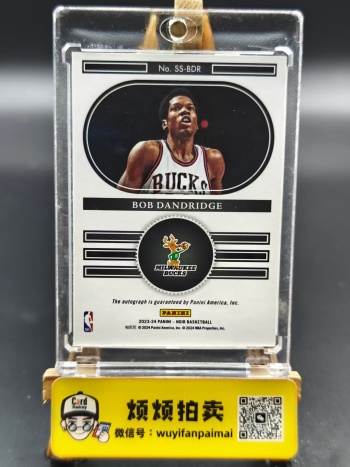 No. SS-BDR
BUCKS
BOB DANDRIDGE
MILWAUKEE
BUCKS
The autograph is guaranteed by Panini America, Inc.
PANINI
2023-24 PANINI - NOIR BASKETBALL
© 2024 Panini America, Inc. © 2024 NBA Properties, Inc.
NBA
Card
烦烦拍卖
微信号：wuyifanpaimai